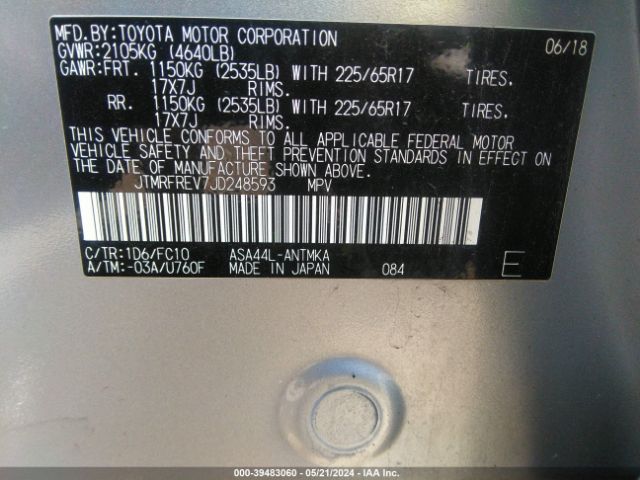 MFD.BY:TOYOTA MOTOR CORPORATION 06/18
GVWR:2105KG (4640LB)
GAWR:FRT. 1150KG (2535LB) WITH 225/65R17 TIRES.
17X7J RIMS.
RR. 1150KG (2535LB) WITH 225/65R17 TIRES.
17X7J RIMS.
THIS VEHICLE CONFORMS TO ALL APPLICABLE FEDERAL MOTOR
VEHICLE SAFETY AND THEFT PREVENTION STANDARDS IN EFFECT ON
THE DATE OF MANUFACTURE SHOWN ABOVE.
JTMRFREV7JD248593 MPV
C/TR:1D6/FC10 ASA44L-ANTMKA
A/TM:-03A/U760F MADE IN JAPAN 084 E
000-39483060 - 05/21/2024 - IAA Inc.